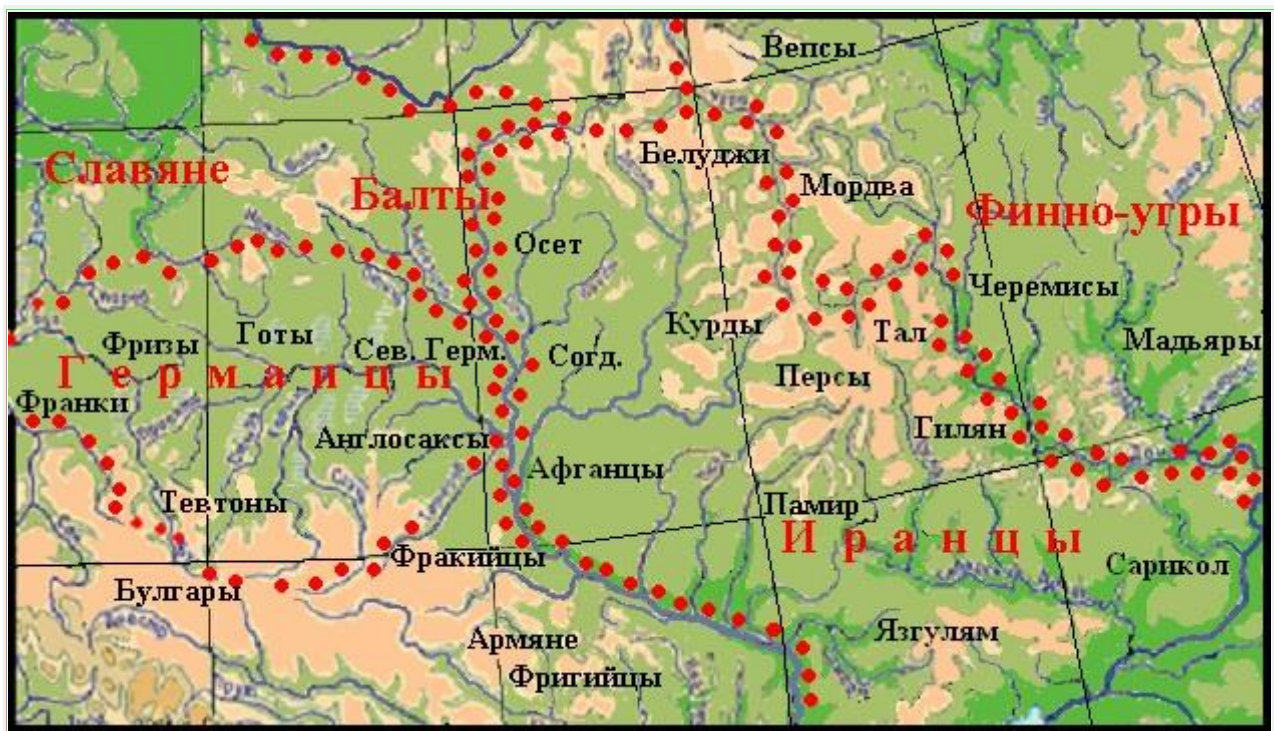 Вепсы
Славяне
Балты
Белуджи
Мордва
Финно-угры
Осет
Черемисы
Фризы
Готы
Сев. Герм.
Согд.
Курды
Тал
Мадьяры
Германцы
Персы
Франки
Гилян
Англосаксы
Афганцы
Тевтоны
Памир
Иранцы
Фракийцы
Булгары
Сарикол
Армяне
Язгулям
Фригийцы